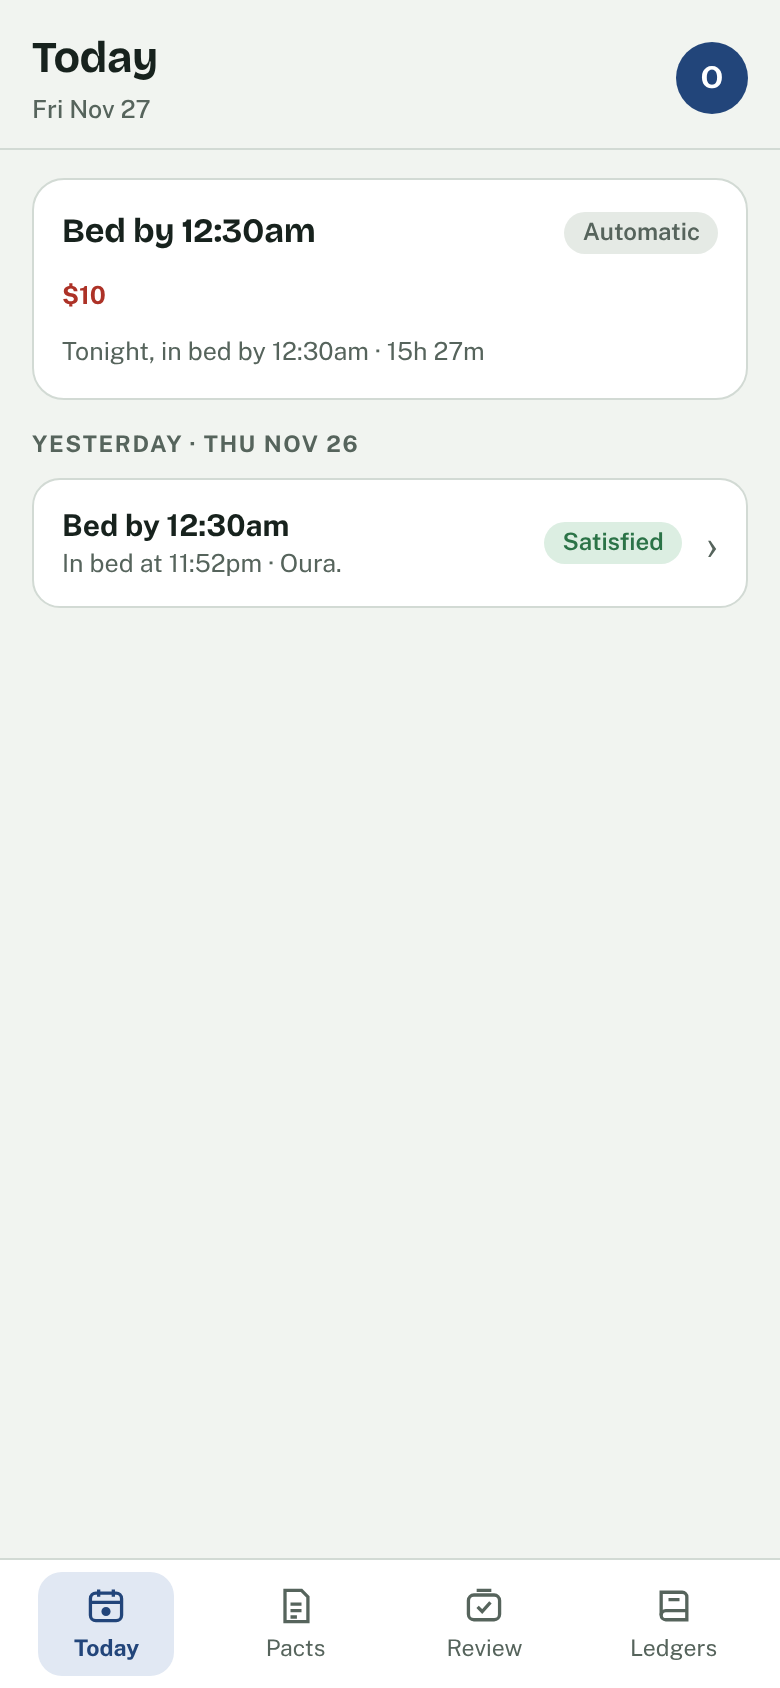 Today
Fri Nov 27
O
Bed by 12:30am
Automatic
$10
Tonight, in bed by 12:30am · 15h 27m
YESTERDAY · THU NOV 26
Bed by 12:30am
In bed at 11:52pm · Oura.
Satisfied
Today
Pacts
Review
Ledgers